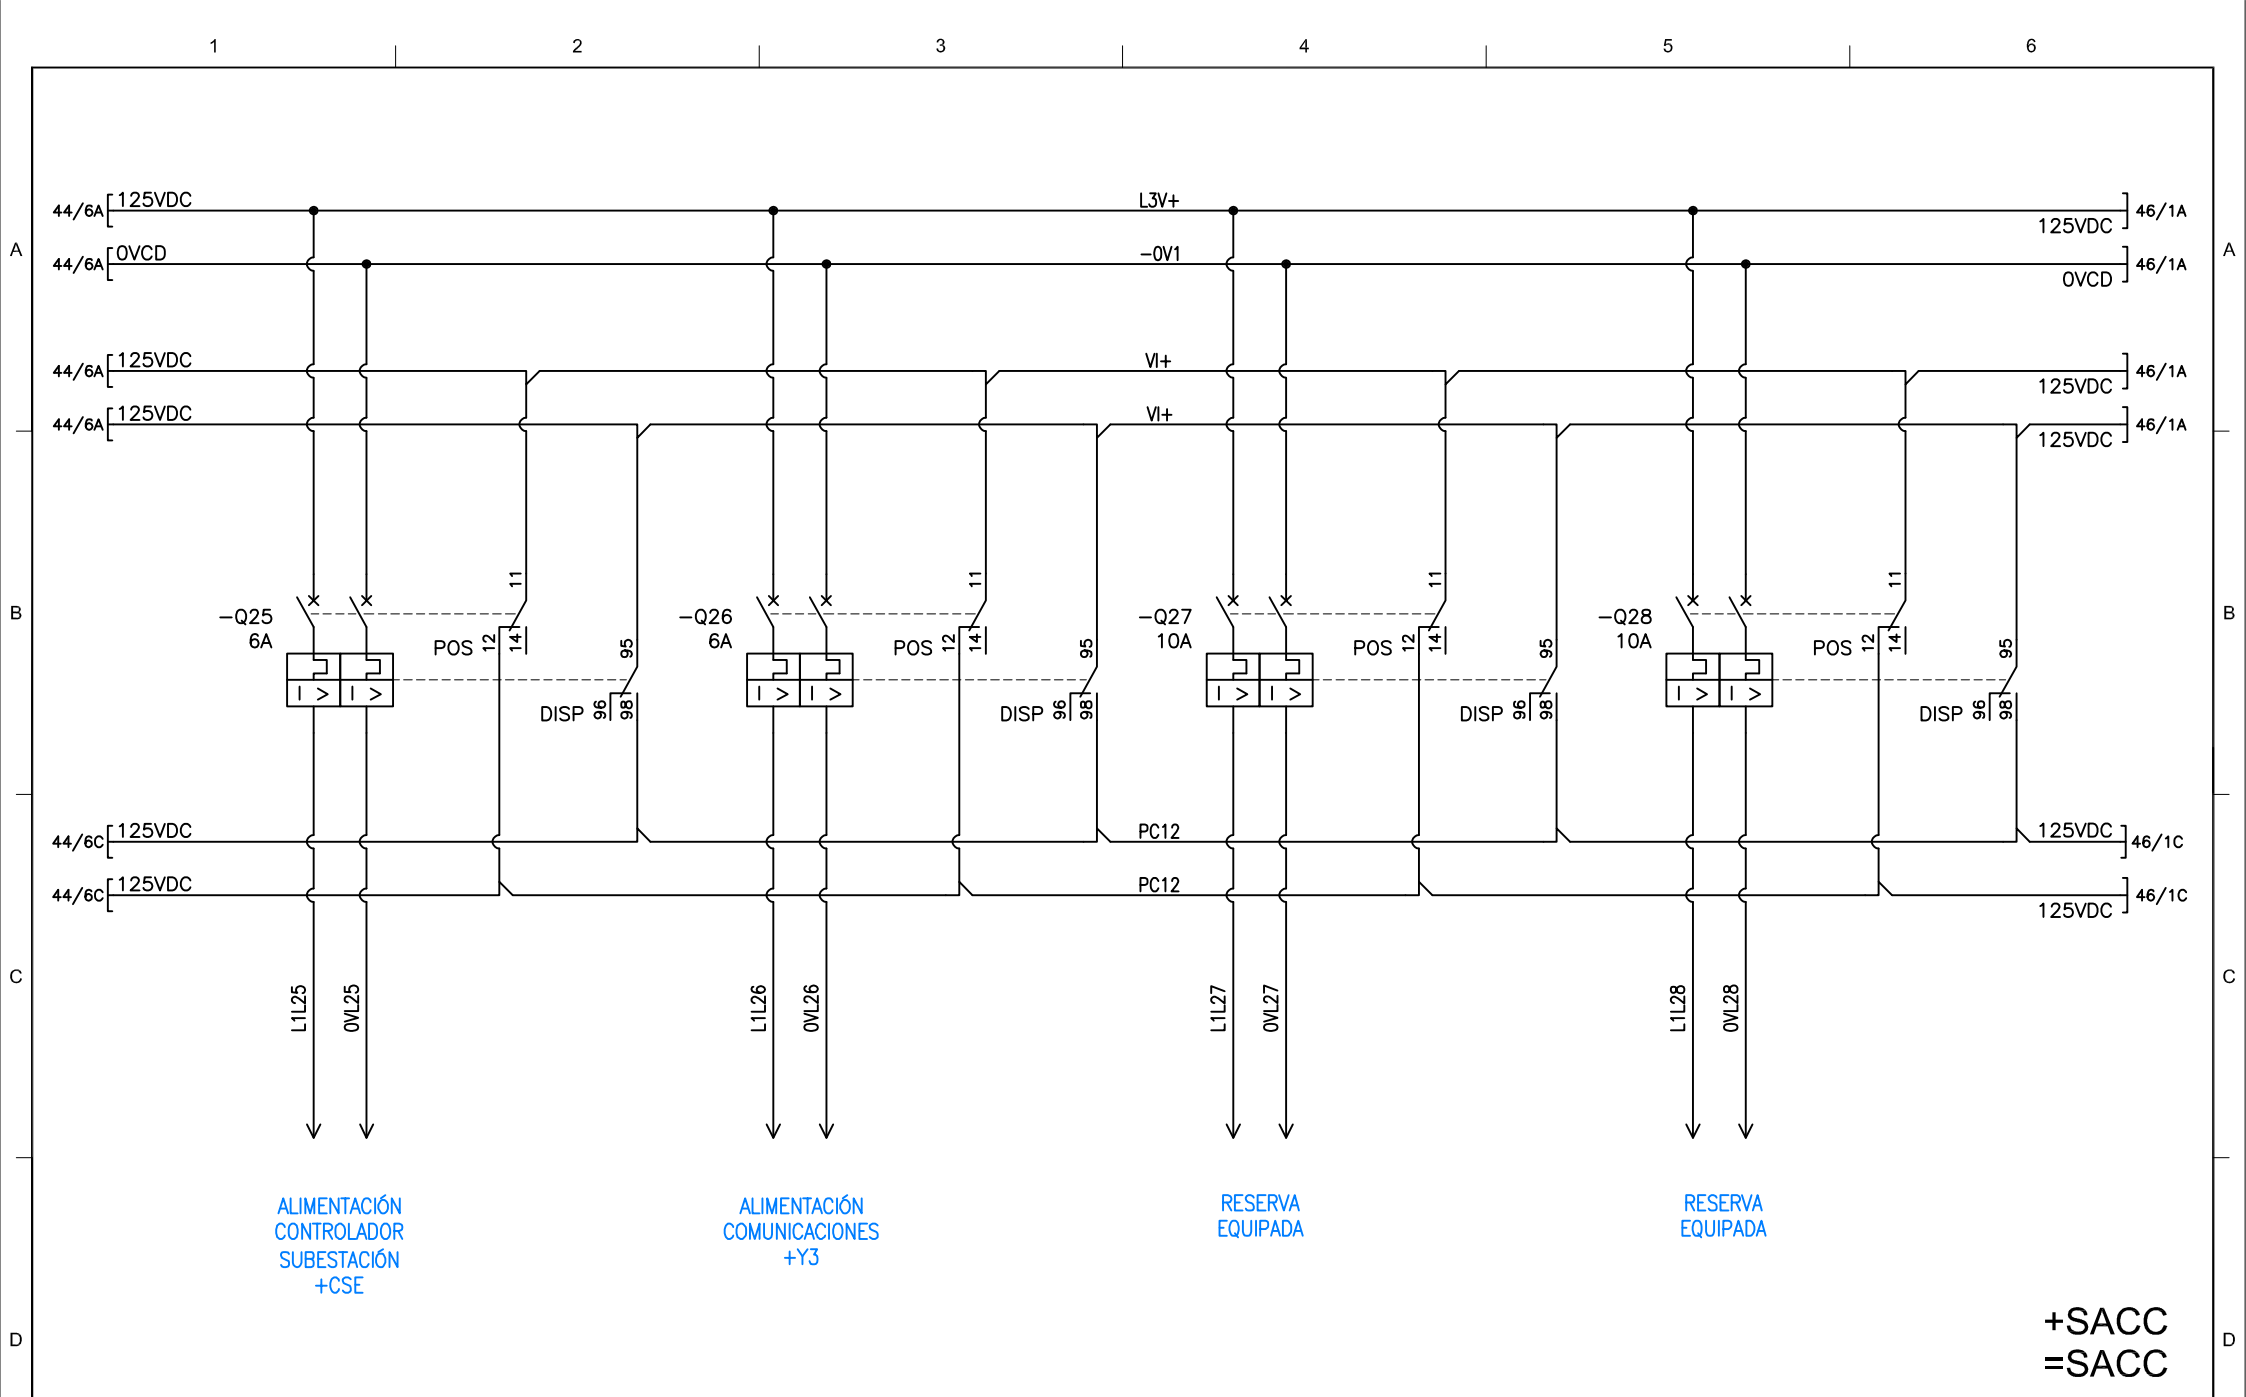 1 2 3 4 5 6
44/6A 125VDC L3V+ 125VDC 46/1A
A 44/6A 0VCD -0V1 0VCD 46/1A A
44/6A 125VDC VI+ 125VDC 46/1A
44/6A 125VDC VI+ 125VDC 46/1A
11 11 11 11
B -Q25 -Q26 -Q27 -Q28 B
6A 6A 10A 10A
POS 12 14 95 POS 12 14 95 POS 12 14 95 POS 12 14 95
I > I > I > I > I > I > I > I >
DISP 96 98 DISP 96 98 DISP 96 98 DISP 96 98
44/6C 125VDC PC12 125VDC 46/1C
44/6C 125VDC PC12 125VDC 46/1C
C C
L1L25 0VL25 L1L26 0VL26 L1L27 0VL27 L1L28 0VL28
ALIMENTACIÓN
CONTROLADOR
SUBESTACIÓN
+CSE
ALIMENTACIÓN
COMUNICACIONES
+Y3
RESERVA
EQUIPADA
RESERVA
EQUIPADA
+SACC
D D
=SACC